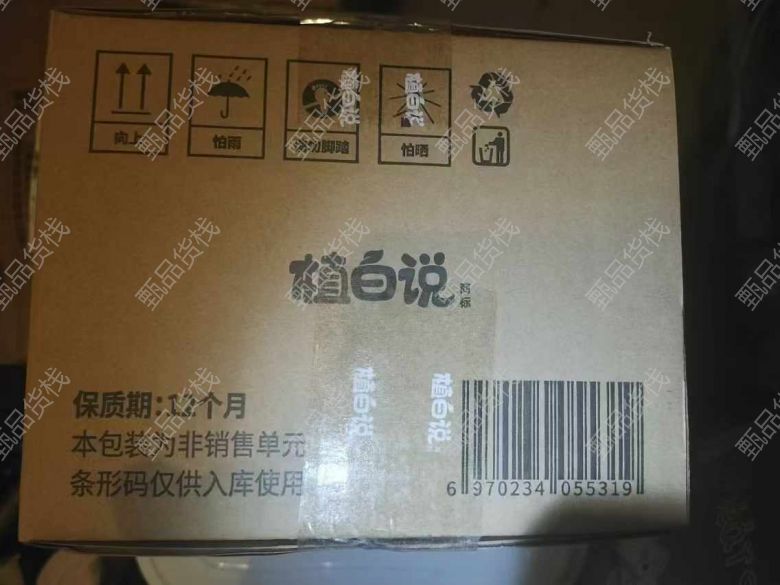 向上
怕雨
请勿脚踏
怕晒
植白说
商标
保质期：12个月
本包装为非销售单元
条形码仅供入库使用
植白说
植白说
6 970234 055319
甄品货栈